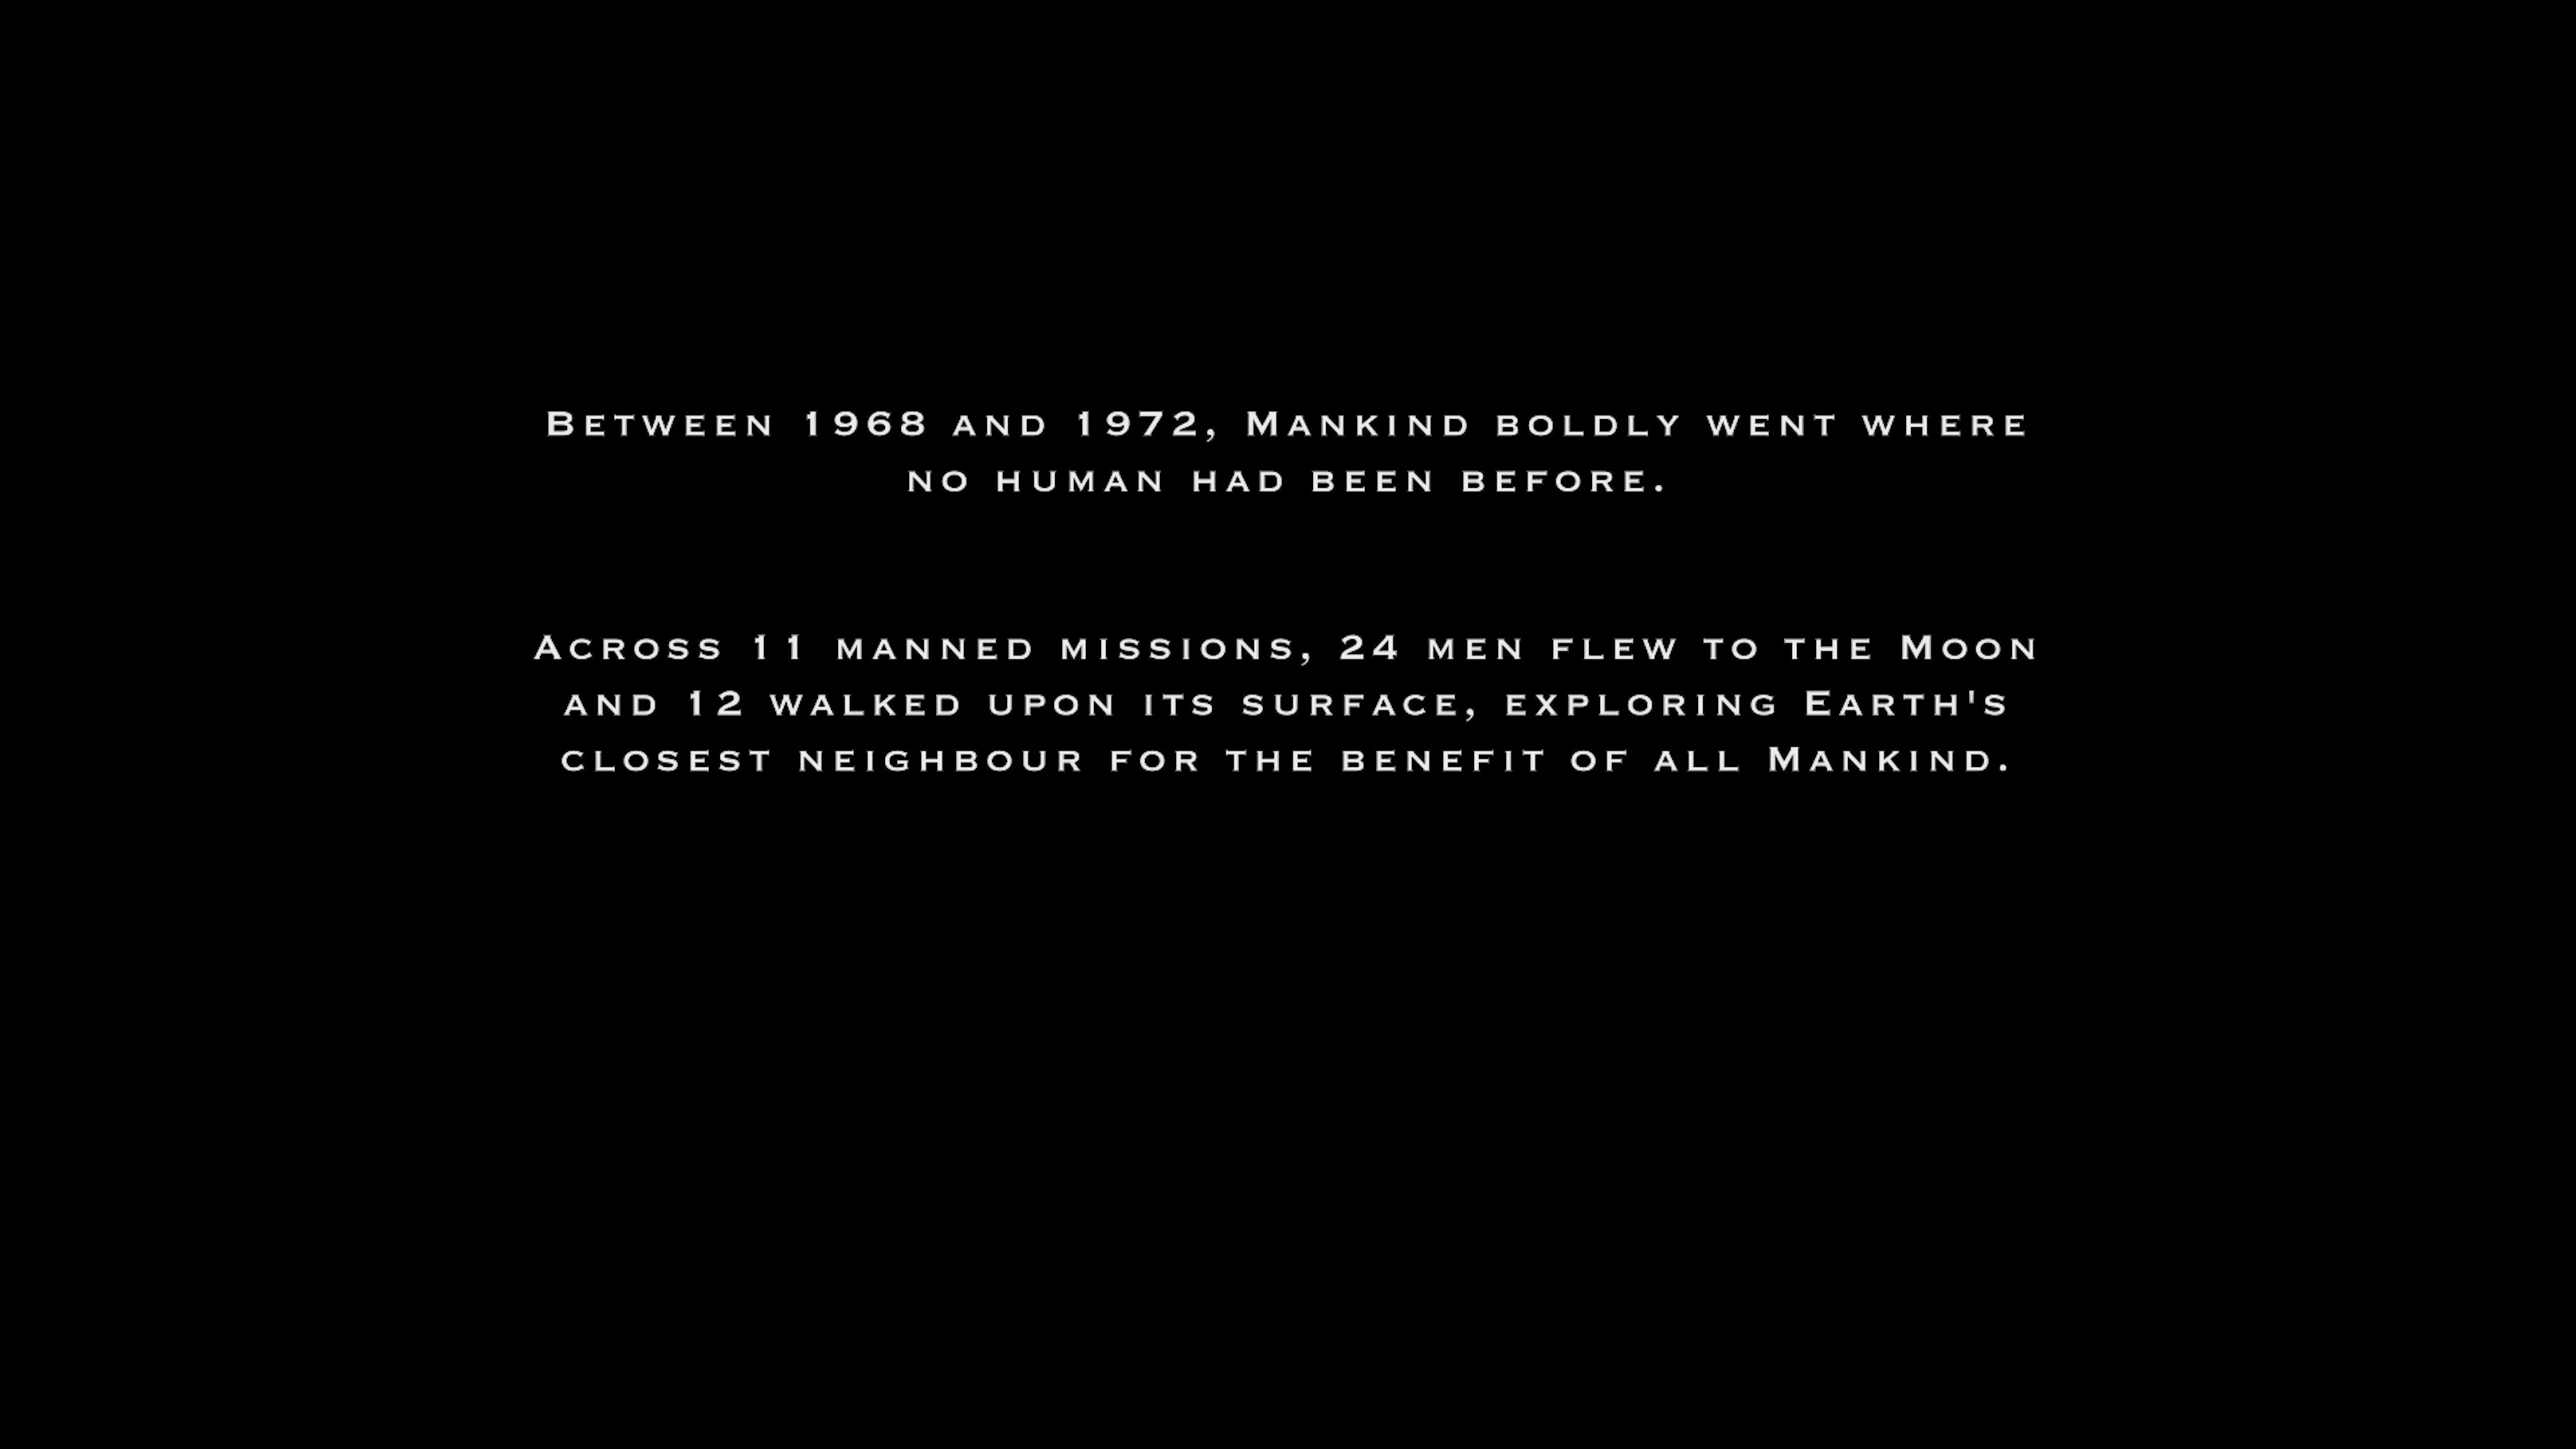 Between 1968 and 1972, Mankind boldly went where
no human had been before.
Across 11 manned missions, 24 men flew to the Moon
and 12 walked upon its surface, exploring Earth's
closest neighbour for the benefit of all Mankind.